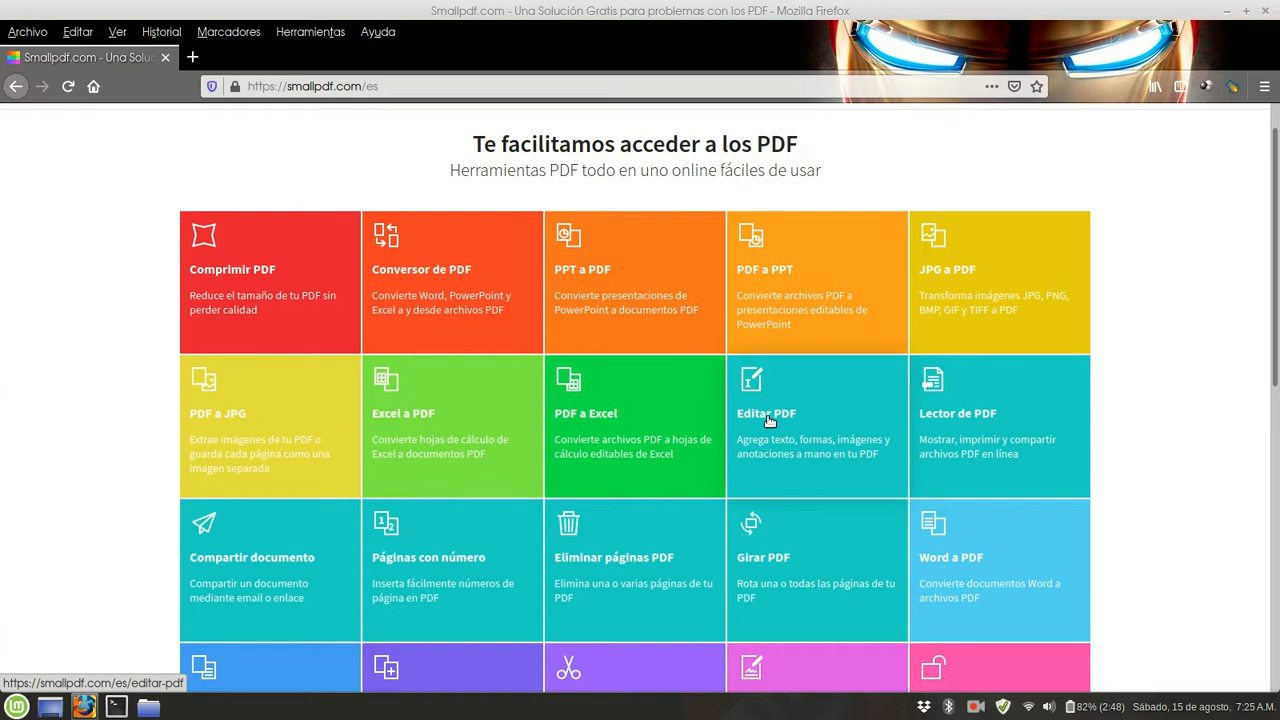 Smallpdf.com - Una Solución Gratis para problemas con los PDF - Mozilla Firefox
Archivo Editar Ver Historial Marcadores Herramientas Ayuda
Smallpdf.com - Una Soluc
https://smallpdf.com/es
Te facilitamos acceder a los PDF
Herramientas PDF todo en uno online fáciles de usar
Comprimir PDF
Reduce el tamaño de tu PDF sin
perder calidad
Conversor de PDF
Convierte Word, PowerPoint y
Excel a y desde archivos PDF
PPT a PDF
Convierte presentaciones de
PowerPoint a documentos PDF
PDF a PPT
Convierte archivos PDF a
presentaciones editables de
PowerPoint
JPG a PDF
Transforma imágenes JPG, PNG,
BMP, GIF y TIFF a PDF
PDF a JPG
Extrae imágenes de tu PDF o
guarda cada página como una
imagen separada
Excel a PDF
Convierte hojas de cálculo de
Excel a documentos PDF
PDF a Excel
Convierte archivos PDF a hojas de
cálculo editables de Excel
Editar PDF
Agrega texto, formas, imágenes y
anotaciones a mano en tu PDF
Lector de PDF
Mostrar, imprimir y compartir
archivos PDF en línea
Compartir documento
Compartir un documento
mediante email o enlace
Páginas con número
Inserta fácilmente números de
página en PDF
Eliminar páginas PDF
Elimina una o varias páginas de tu
PDF
Girar PDF
Rota una o todas las páginas de tu
PDF
Word a PDF
Convierte documentos Word a
archivos PDF
https://smallpdf.com/es/editar-pdf
82% (2:48) Sábado, 15 de agosto, 7:25 A.M.